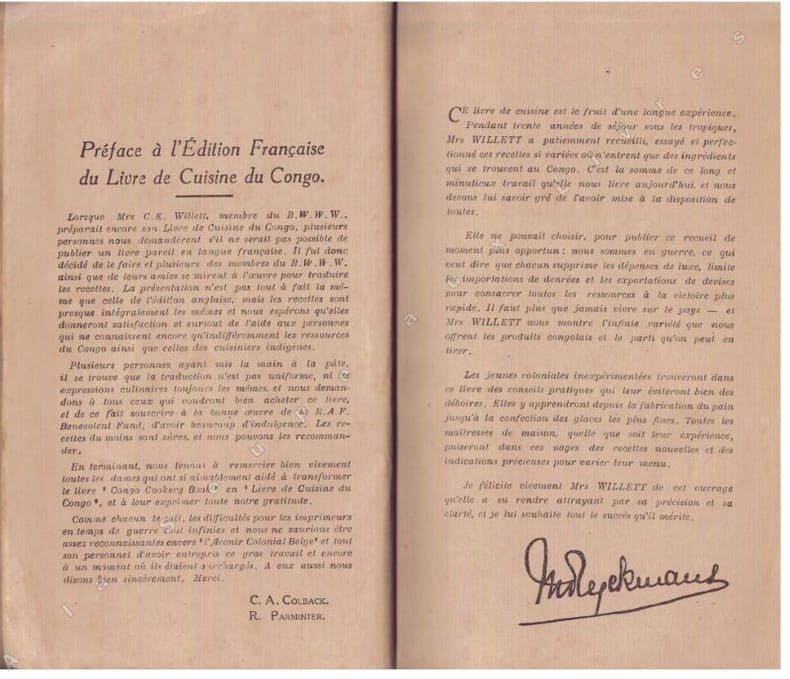 Préface à l'Édition Française
du Livre de Cuisine du Congo.
Lorsque Mrs C.E. Willett, membre du B.W.W.W.,
préparait encore son Livre de Cuisine du Congo, plusieurs
personnes nous demandèrent s'il ne serait pas possible de
publier un livre pareil en langue française. Il fut donc
décidé de le faire et plusieurs des membres du B.W.W.W.
ainsi que de leurs amies se mirent à l'œuvre pour traduire
les recettes. La présentation n'est pas tout à fait la mê-
me que celle de l'édition anglaise, mais les recettes sont
presque intégralement les mêmes et nous espérons qu'elles
donneront satisfaction et surtout de l'aide aux personnes
qui ne connaissent encore qu'indifféremment les ressources
du Congo ainsi que celles des cuisiniers indigènes.
Plusieurs personnes ayant mis la main à la pâte,
il se trouve que la traduction n'est pas uniforme, ni les
expressions culinaires toujours les mêmes, et nous deman-
dons à tous ceux qui voudront bien acheter ce livre,
et de ce fait souscrire à la bonne œuvre de la R.A.F.
Benevolent Fund, d'avoir beaucoup d'indulgence. Les re-
cettes du moins sont sûres, et nous pouvons les recomman-
der.
En terminant, nous tenons à remercier bien vivement
toutes les dames qui ont si aimablement aidé à transformer
le livre " Congo Cookery Book " en " Livre de Cuisine du
Congo ", et à leur exprimer toute notre gratitude.
Comme chacun le sait, les difficultés pour les imprimeurs
en temps de guerre sont infinies et nous ne saurions être
assez reconnaissantes envers "l'Avenir Colonial Belge" et tout
son personnel d'avoir entrepris ce gros travail et encore
à un moment où ils étaient surchargés. A eux aussi nous
disons bien sincèrement, Merci.
C. A. COLBACK.
R. PARMINTER.
CE livre de cuisine est le fruit d'une longue expérience.
Pendant trente années de séjour sous les tropiques,
Mrs WILLETT a patiemment recueilli, essayé et perfec-
tionné ces recettes si variées où n'entrent que des ingrédients
qui se trouvent au Congo. C'est la somme de ce long et
minutieux travail qu'elle nous livre aujourd'hui, et nous
devons lui savoir gré de l'avoir mise à la disposition de
toutes.
Elle ne pouvait choisir, pour publier ce recueil de
moment plus opportun : nous sommes en guerre, ce qui
veut dire que chacun supprime les dépenses de luxe, limite
les importations de denrées et les exportations de devises
pour consacrer toutes les ressources à la victoire plus
rapide. Il faut plus que jamais vivre sur le pays — et
Mrs WILLETT nous montre l'infinie variété que nous
offrent les produits congolais et le parti qu'on peut en
tirer.
Les jeunes coloniales inexpérimentées trouveront dans
ce livre des conseils pratiques qui leur éviteront bien des
déboires. Elles y apprendront depuis la fabrication du pain
jusqu'à la confection des glaces les plus fines. Toutes les
maîtresses de maison, quelle que soit leur expérience,
puiseront dans ces pages des recettes nouvelles et des
indications précieuses pour varier leur menu.
Je félicite vivement Mrs WILLETT de cet ouvrage
qu'elle a su rendre attrayant par sa précision et sa
clarté, et je lui souhaite tout le succès qu'il mérite.